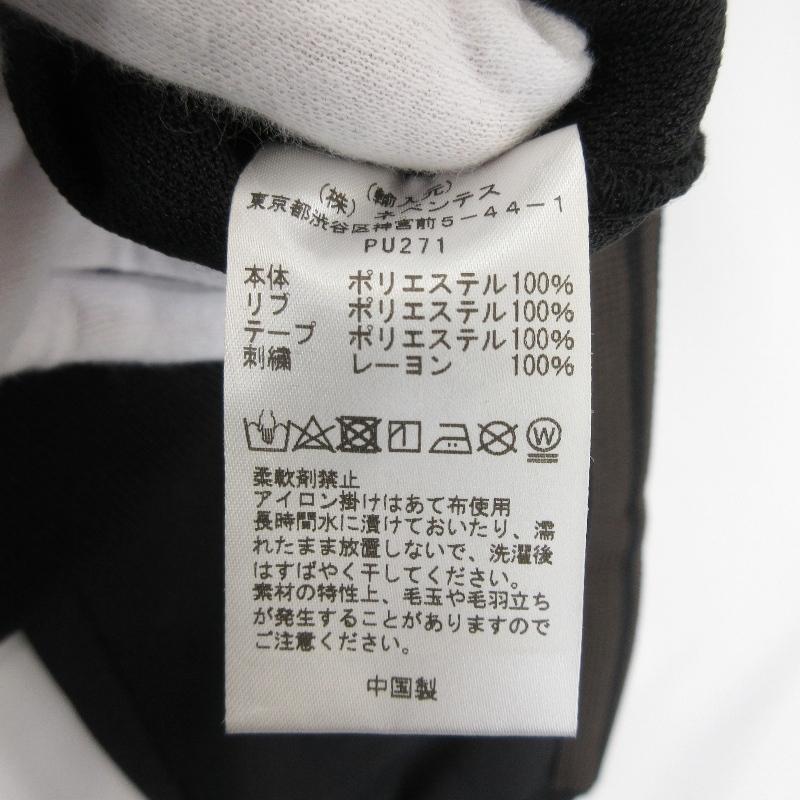 (輸入元)
(株) ネペンテス
東京都渋谷区神宮前5-44-1
PU271
本体 ポリエステル100%
リブ ポリエステル100%
テープ ポリエステル100%
刺繍 レーヨン 100%
W
柔軟剤禁止
アイロン掛けはあて布使用
長時間水に漬けておいたり、濡
れたまま放置しないで、洗濯後
はすばやく干してください。
素材の特性上、毛玉や毛羽立ち
が発生することがありますので
ご注意ください。
中国製